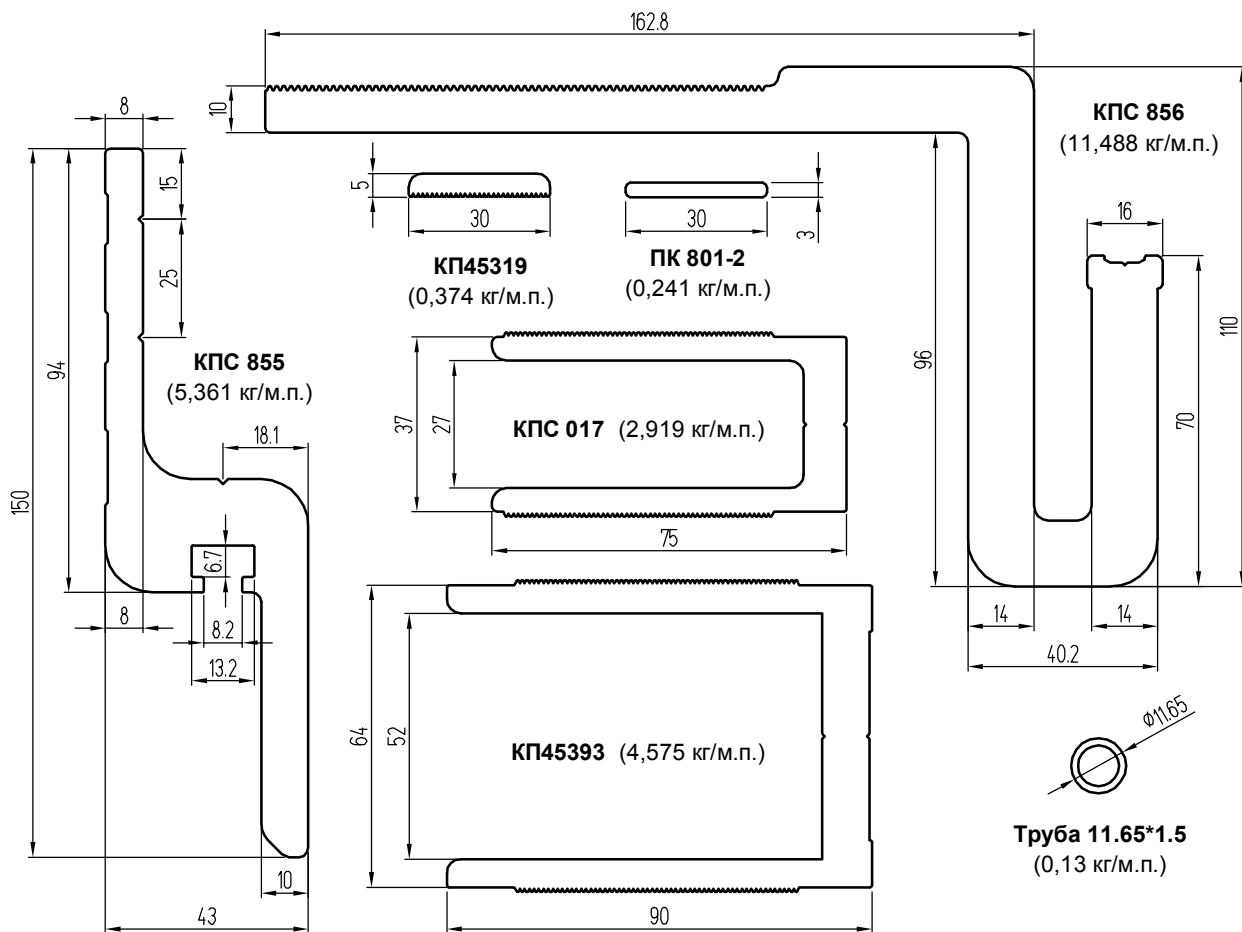 162.8
10
8
КПС 856
(11,488 кг/м.п.)
15
5
30
30
3
16
КП45319
(0,374 кг/м.п.)
ПК 801-2
(0,241 кг/м.п.)
25
110
94
КПС 855
(5,361 кг/м.п.)
96
18.1
37
27
КПС 017 (2,919 кг/м.п.)
70
150
75
6.7
8
8.2
13.2
14
14
40.2
64
52
КП45393 (4,575 кг/м.п.)
Ø11.65
Труба 11.65*1.5
(0,13 кг/м.п.)
10
43
90